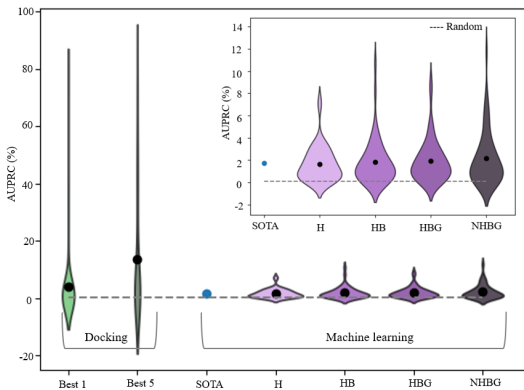 100
80
60
40
20
0
-20
AUPRC (%)
14
12
10
8
6
4
2
0
-2
AUPRC (%)
---- Random
SOTA H HB HBG NHBG
Docking Machine learning
Best 1 Best 5 SOTA H HB HBG NHBG